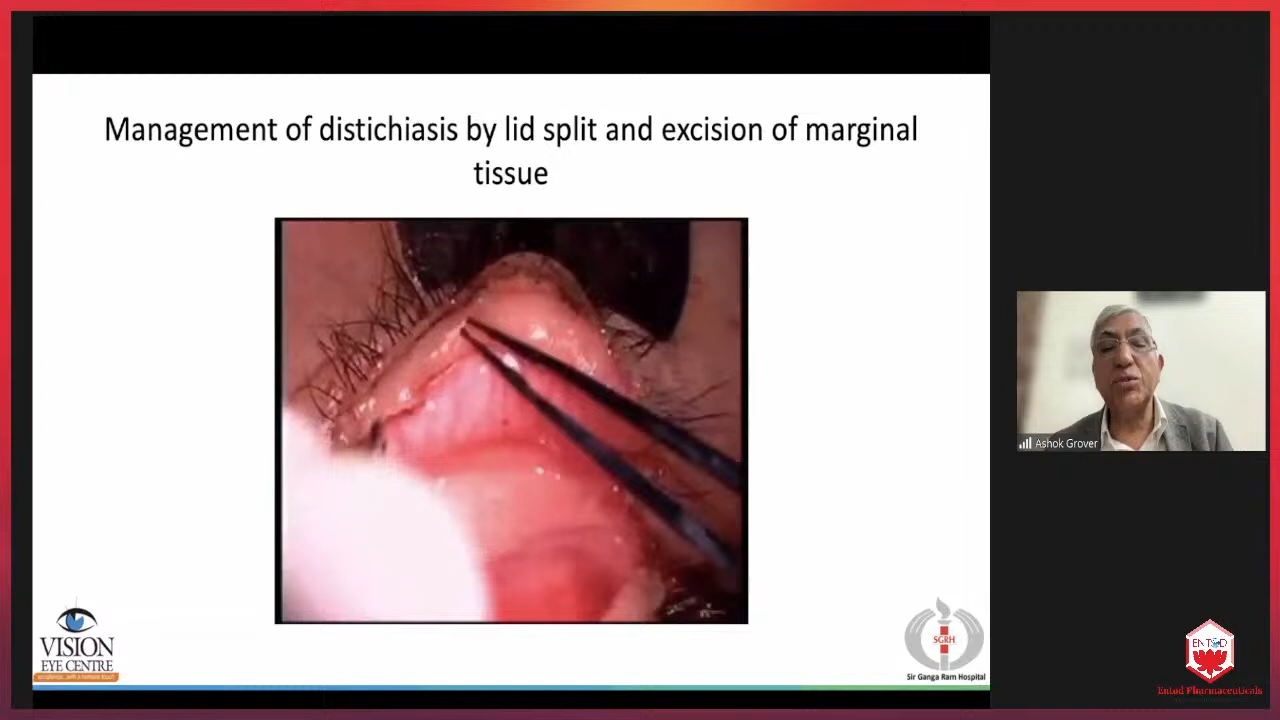 Management of distichiasis by lid split and excision of marginal
tissue
Ashok Grover
VISION
EYE CENTRE
SGRH
Sir Ganga Ram Hospital
ENTOD
Entod Pharmaceuticals